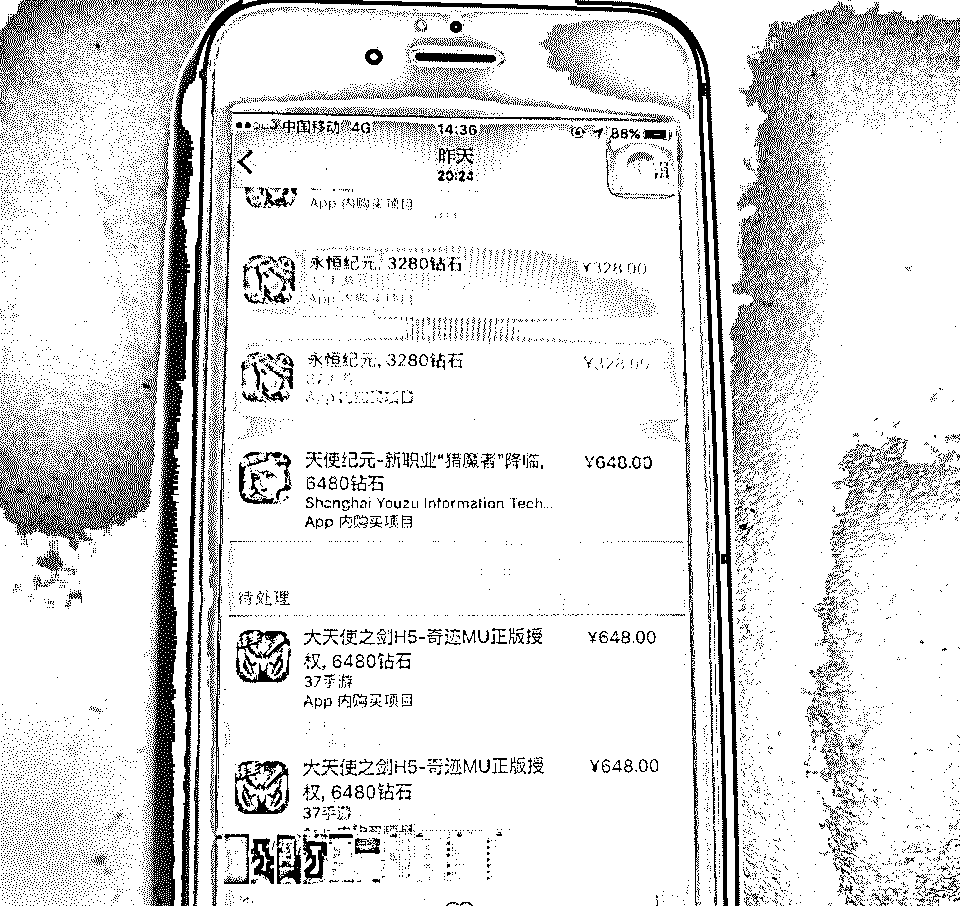 中国移动 4G 14:36 88%
昨天
20:24
App 内购买项目
永恒纪元, 3280钻石 ¥328.00
App 内购买项目
永恒纪元, 3280钻石 ¥328.00
37手游
App 内购买项目
天使纪元-新职业“猎魔者”降临, ¥648.00
6480钻石
Shanghai Youzu Information Tech...
App 内购买项目
待处理
大天使之剑H5-奇迹MU正版授 ¥648.00
权, 6480钻石
37手游
App 内购买项目
大天使之剑H5-奇迹MU正版授 ¥648.00
权, 6480钻石
37手游